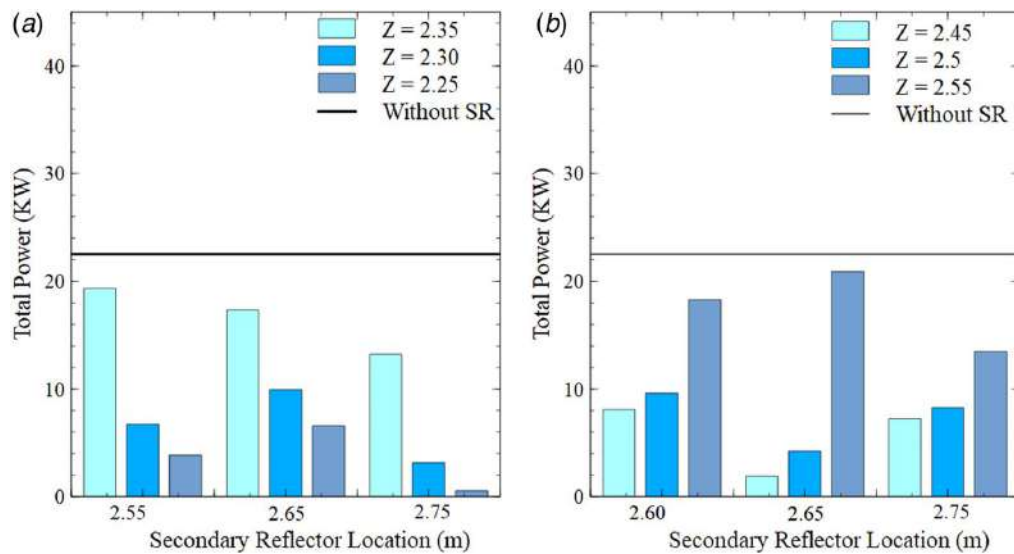 (a)
Z = 2.35
Z = 2.30
Z = 2.25
Without SR
40
30
20
10
0
Total Power (KW)
2.55 2.65 2.75
Secondary Reflector Location (m)
(b)
Z = 2.45
Z = 2.5
Z = 2.55
Without SR
40
30
20
10
0
Total Power (KW)
2.60 2.65 2.75
Secondary Reflector Location (m)